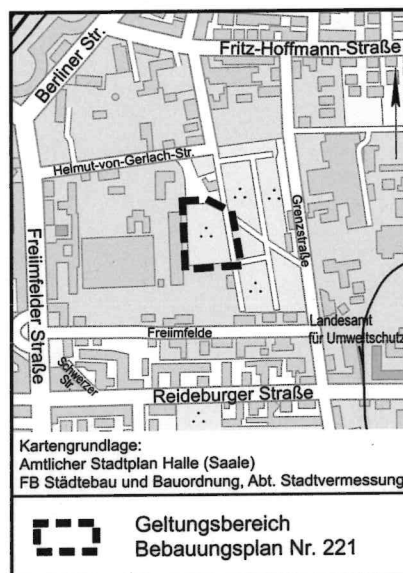 Fritz-Hoffmann-Straße
Berliner Str.
Helmut-von-Gerlach-Str.
Grenzstraße
Freiimfelder Straße
Landesamt
für Umweltschutz
Freiimfelde
Schwerzer
Str.
Reideburger Straße
Kartengrundlage:
Amtlicher Stadtplan Halle (Saale)
FB Städtebau und Bauordnung, Abt. Stadtvermessung
Geltungsbereich
Bebauungsplan Nr. 221